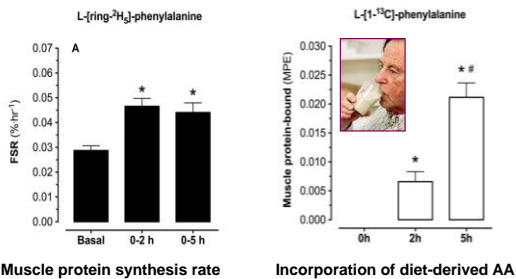 L-[ring-²H₅]-phenylalanine
A
FSR (%·hr⁻¹)
0.07
0.06
0.05
0.04
0.03
0.02
0.01
0.00
*
*
Basal
0-2 h
0-5 h
Muscle protein synthesis rate
L-[1-¹³C]-phenylalanine
Muscle protein-bound (MPE)
0.030
0.025
0.020
0.015
0.010
0.005
0.000
*
* #
0h
2h
5h
Incorporation of diet-derived AA